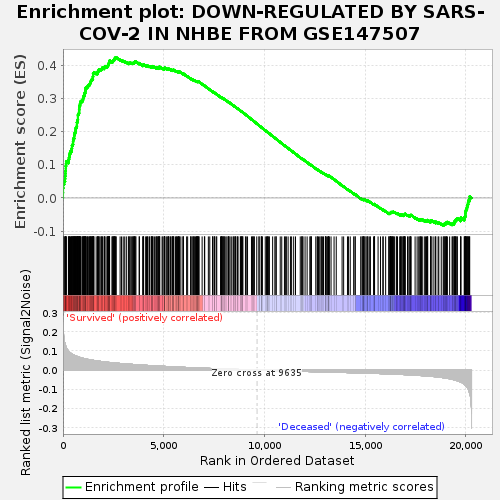 Enrichment plot: DOWN-REGULATED BY SARS-
COV-2 IN NHBE FROM GSE147507
Enrichment score (ES)
0.4
0.3
0.2
0.1
0.0
-0.1
Ranked list metric (Signal2Noise)
'Survived' (positively correlated)
0.3
0.2
0.1
0.0
-0.1
-0.2
-0.3
Zero cross at 9635
'Deceased' (negatively correlated)
0 5,000 10,000 15,000 20,000
Rank in Ordered Dataset
Enrichment profile Hits Ranking metric scores